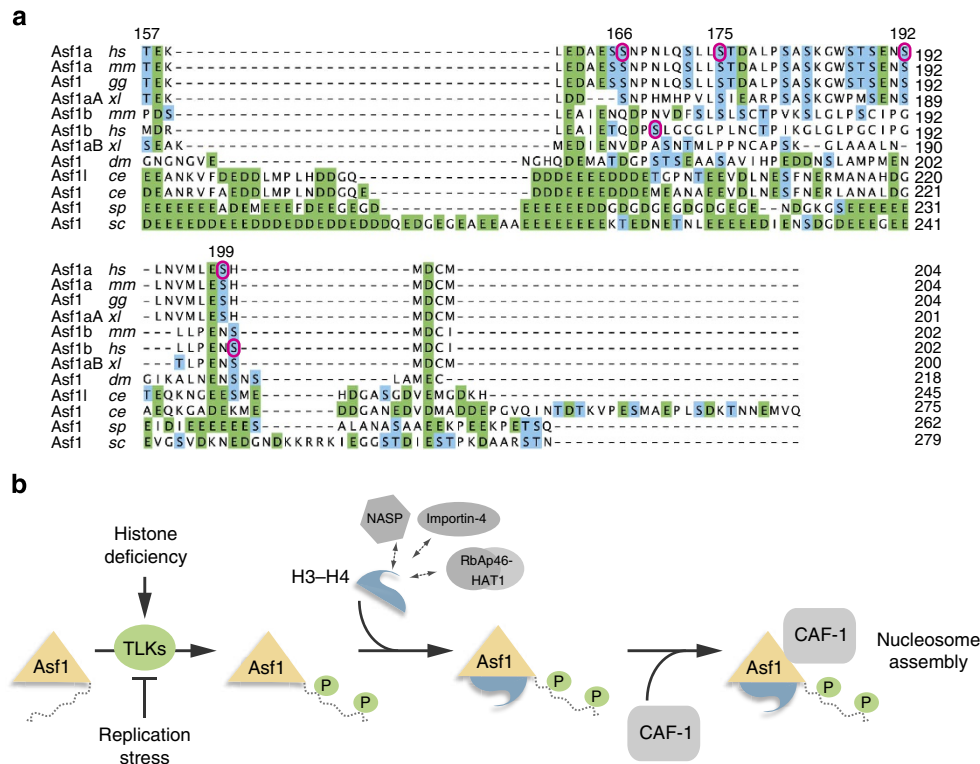 a
157 166 175 192
Asf1a hs TEK----------------------------------LEDAESSNPNLQSLLSTDALPSASKGWSTSENS 192
Asf1a mm TEK----------------------------------LEDAESSNPNLQSLLSTDALPSASKGWSTSENS 192
Asf1 gg TEK----------------------------------LEDAESSNPNLQSLLSTDALPSASKGWSTSENS 192
Asf1aA xl TEK----------------------------------LDD---SNPHMHPVLSIEARPSASKGWPMSENS 189
Asf1b mm PDS----------------------------------LEAIENQDPNVDFSLSLSCTPVKSLGLPSCIPG 192
Asf1b hs MDR----------------------------------LEAIETQDPSLGCGLPLNCTPIKGLGLPGCIPG 192
Asf1aB xl SEAK---------------------------------MEDIENVDPASNTMLPPNCASK-GLAAALN- 190
Asf1 dm GNGNGVE----------------------------NGHQDEMATDGPSTSEAASAVIHPEDDNSLAMPMEN 202
Asf1l ce EEANKVFDEDDLMPLHDDGQ----------------DDDEEEEEDDDETGPNTEEVDLNESFNERMANAHDG 220
Asf1 ce DEANRVFAEDDLMPLDDGQE----------------DDDEEEEEDDDEMEANAEEVDLNESFNERLANALDG 221
Asf1 sp EEEEEEEADEMEEEFDEEGEGD--------------EEEEEEEDDGDGDGEGDGDGEGE--NDGKGSEEEEEE 231
Asf1 sc DEEEEDEEEEDDDEDDEDDDQEDGEGEAEEAAEEEEEEEEKTEDNETNLEEEEEDIENSDGDEEEGEE 241
199
Asf1a hs -LNVMLESH----------------MDCM-------------------------------- 204
Asf1a mm -LNVMLESH----------------MDCM-------------------------------- 204
Asf1 gg -LNVMLESH----------------MDCM-------------------------------- 204
Asf1aA xl -LNVMLESH----------------MDCM-------------------------------- 201
Asf1b mm ---LLPENS----------------MDCI-------------------------------- 202
Asf1b hs ---LLPENS----------------MDCI-------------------------------- 202
Asf1aB xl ---TLPENS----------------MDCM-------------------------------- 200
Asf1 dm GIKALNENSNS------------LAMEC--------------------------------- 218
Asf1l ce TEQKNGEESME-------HDGASGDVEMGDKH----------------------------- 245
Asf1 ce AEQKGADEKME-------DDGANEDVDMADDEPGVQINTDTKVPESMAEPLSDKTNNEMVQ 275
Asf1 sp EIDIEEEEEES-------ALANASAAEEKPEEKPETSQ----------------------- 262
Asf1 sc EVGSVDKNEDGNDKKRRKIEGGSTDIESTPKDAARSTN----------------------- 279
b
Histone
deficiency
TLKs
Replication
stress
Asf1
Asf1
P
P
H3–H4
NASP
Importin-4
RbAp46-
HAT1
Asf1
P
P
CAF-1
Asf1
CAF-1
P
P
Nucleosome
assembly